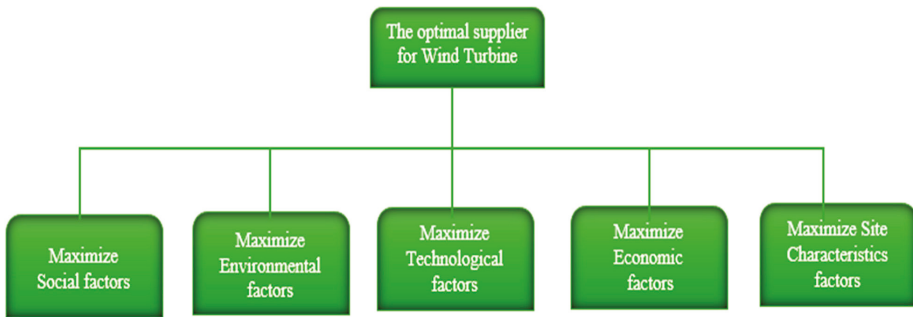 The optimal supplier
for Wind Turbine
Maximize
Social factors
Maximize
Environmental
factors
Maximize
Technological
factors
Maximize
Economic
factors
Maximize Site
Characteristics
factors